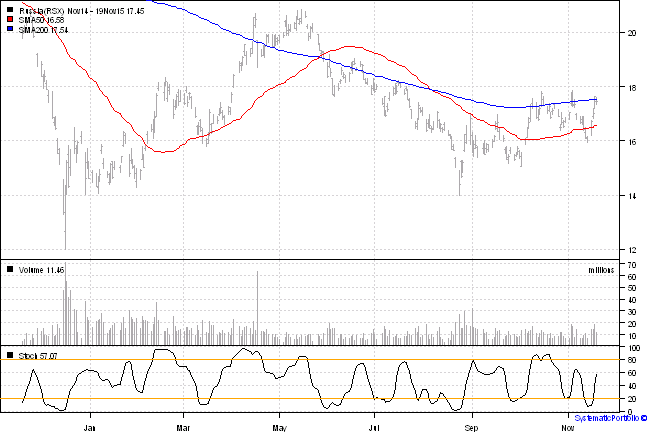 Russia(RSX) Nov14 - 19Nov15 17.45
SMA50 16.58
SMA200 17.54
20
18
16
14
12
Volume 11.46
millions
70
60
50
40
30
20
10
Stoch 57.07
100
80
60
40
20
0
Jan Mar May Jul Sep Nov
SystematicPortfolio ©